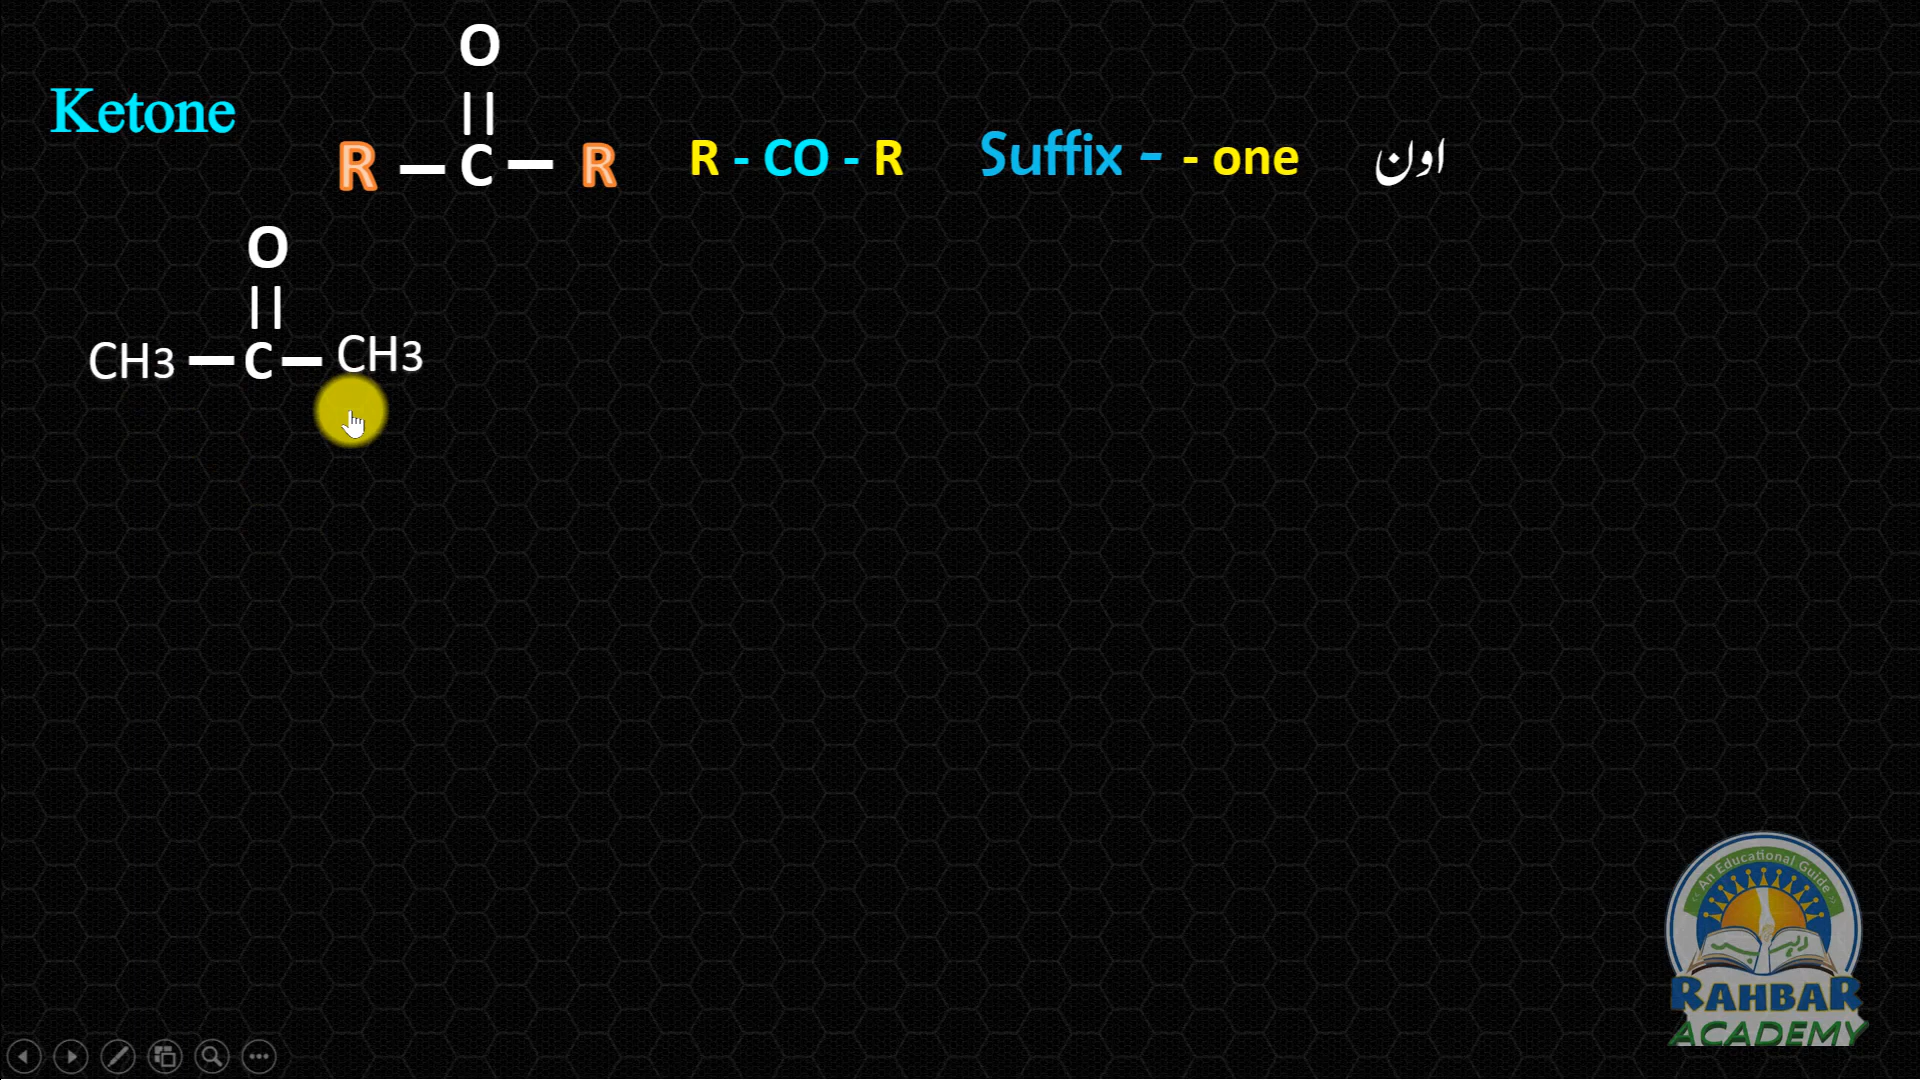 Ketone
O
R — C — R
R - CO - R
Suffix - - one
اون
O
CH3 — C — CH3
An Educational Guide
RAHBAR
ACADEMY